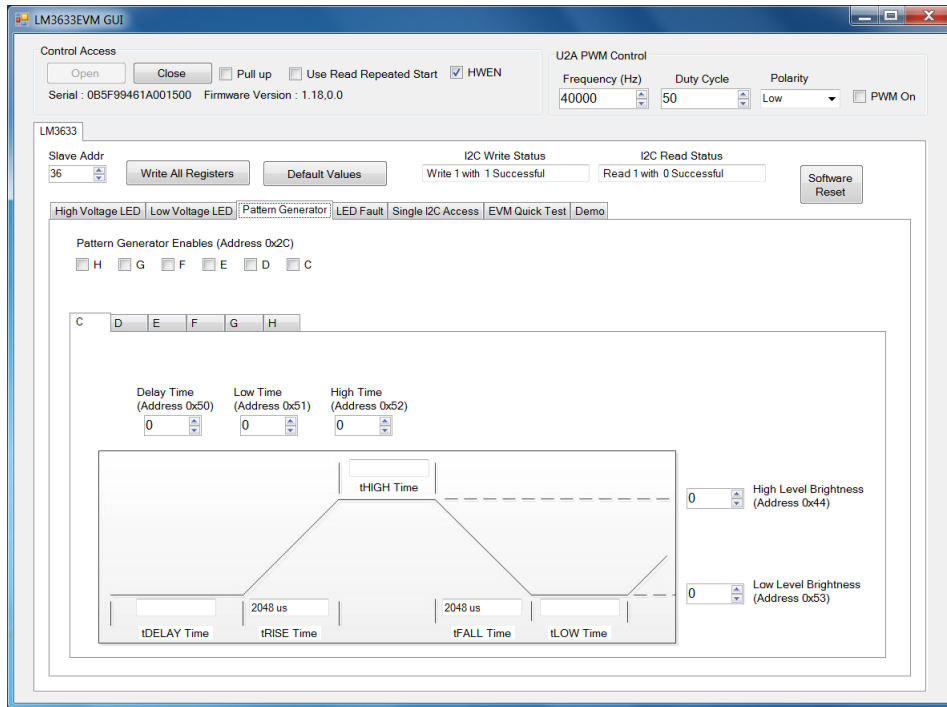 LM3633EVM GUI
Control Access
Open Close Pull up Use Read Repeated Start HWEN
Serial : 0B5F99461A001500 Firmware Version : 1.18,0.0
U2A PWM Control
Frequency (Hz) Duty Cycle Polarity
40000 50 Low PWM On
LM3633
Slave Addr I2C Write Status I2C Read Status
36 Write All Registers Default Values Write 1 with 1 Successful Read 1 with 0 Successful
Software
Reset
High Voltage LED Low Voltage LED Pattern Generator LED Fault Single I2C Access EVM Quick Test Demo
Pattern Generator Enables (Address 0x2C)
H G F E D C
C D E F G H
Delay Time Low Time High Time
(Address 0x50) (Address 0x51) (Address 0x52)
0 0 0
tHIGH Time
0 High Level Brightness
(Address 0x44)
0 Low Level Brightness
(Address 0x53)
2048 us 2048 us
tDELAY Time tRISE Time tFALL Time tLOW Time